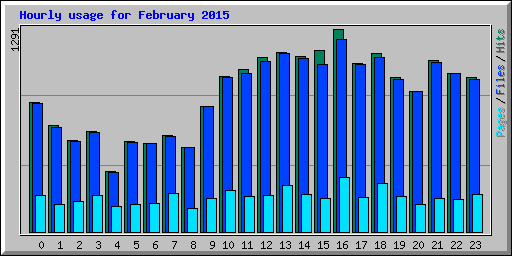 Hourly usage for February 2015
1291
Pages / Files / Hits
0 1 2 3 4 5 6 7 8 9 10 11 12 13 14 15 16 17 18 19 20 21 22 23